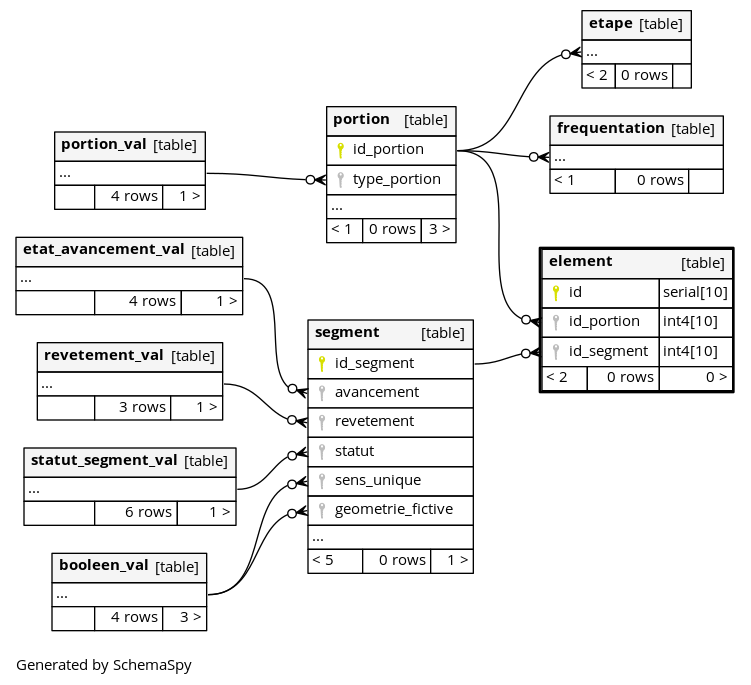 etape [table]
...
< 2 0 rows
portion [table]
id_portion
type_portion
...
< 1 0 rows 3 >
frequentation [table]
...
< 1 0 rows
portion_val [table]
...
4 rows 1 >
etat_avancement_val [table]
...
4 rows 1 >
element [table]
id serial[10]
id_portion int4[10]
id_segment int4[10]
< 2 0 rows 0 >
segment [table]
id_segment
avancement
revetement
statut
sens_unique
geometrie_fictive
...
< 5 0 rows 1 >
revetement_val [table]
...
3 rows 1 >
statut_segment_val [table]
...
6 rows 1 >
booleen_val [table]
...
4 rows 3 >
Generated by SchemaSpy